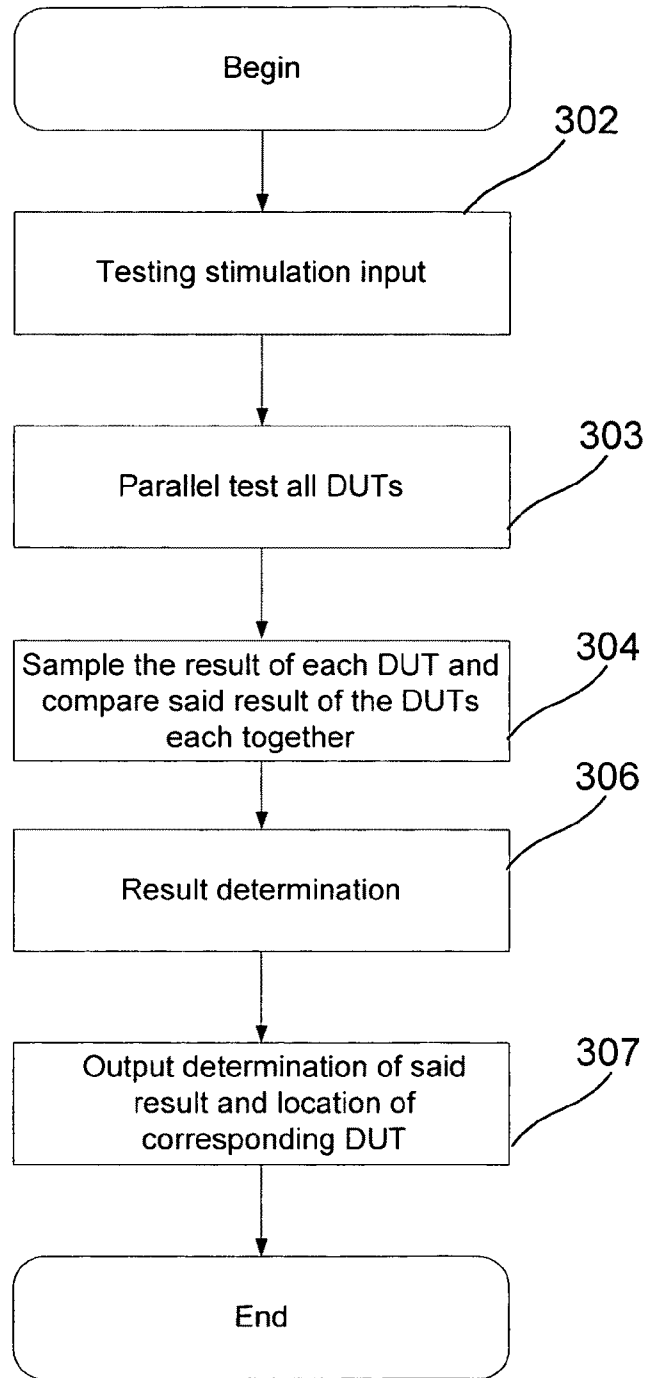 Begin
302
Testing stimulation input
303
Parallel test all DUTs
304
Sample the result of each DUT and
compare said result of the DUTs
each together
306
Result determination
307
Output determination of said
result and location of
corresponding DUT
End